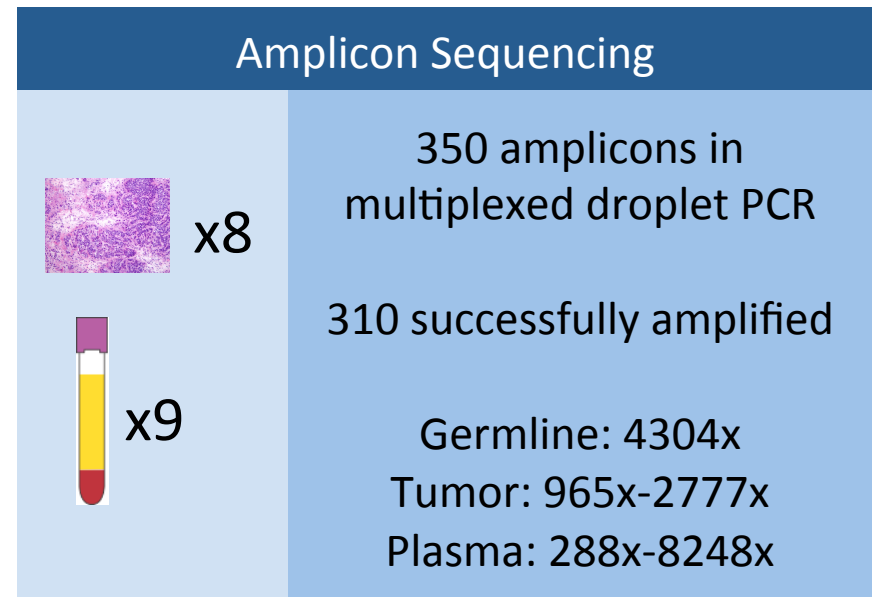 Amplicon Sequencing
x8
x9
350 amplicons in
multiplexed droplet PCR
310 successfully amplified
Germline: 4304x
Tumor: 965x-2777x
Plasma: 288x-8248x